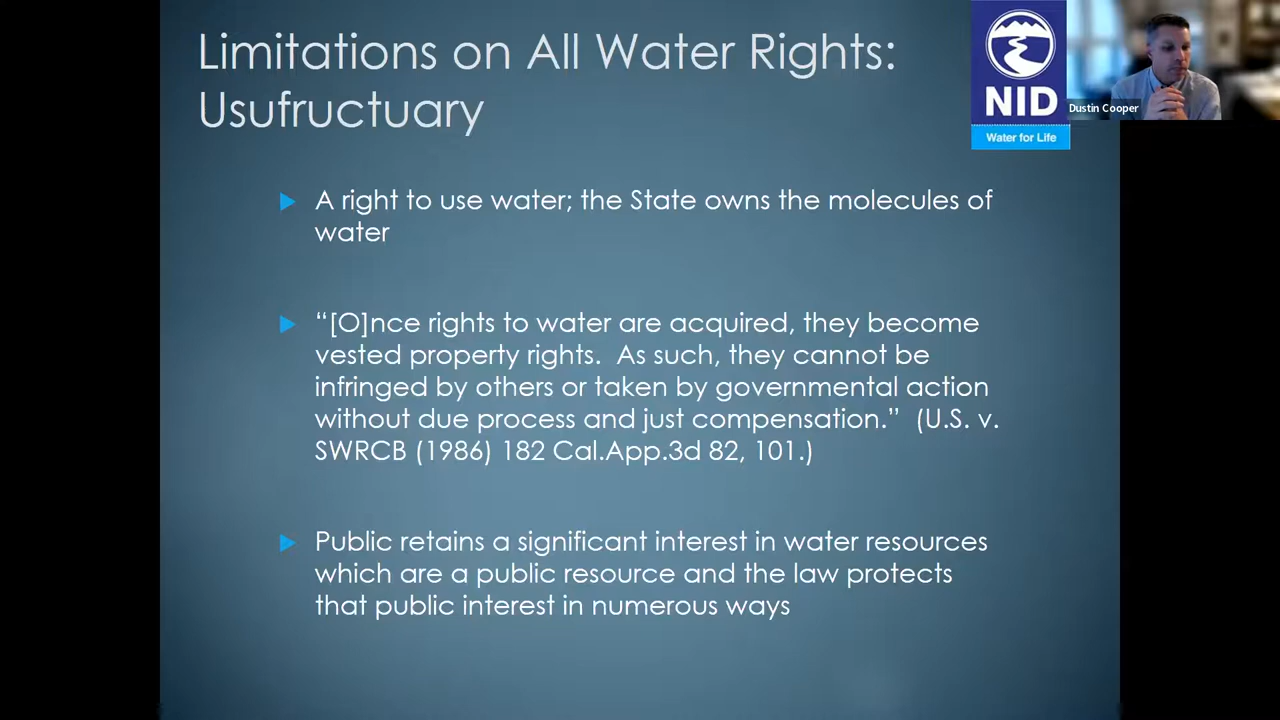 Limitations on All Water Rights:
Usufructuary
NID
Water for Life
Dustin Cooper
A right to use water; the State owns the molecules of
water
“[O]nce rights to water are acquired, they become
vested property rights.  As such, they cannot be
infringed by others or taken by governmental action
without due process and just compensation.”  (U.S. v.
SWRCB (1986) 182 Cal.App.3d 82, 101.)
Public retains a significant interest in water resources
which are a public resource and the law protects
that public interest in numerous ways